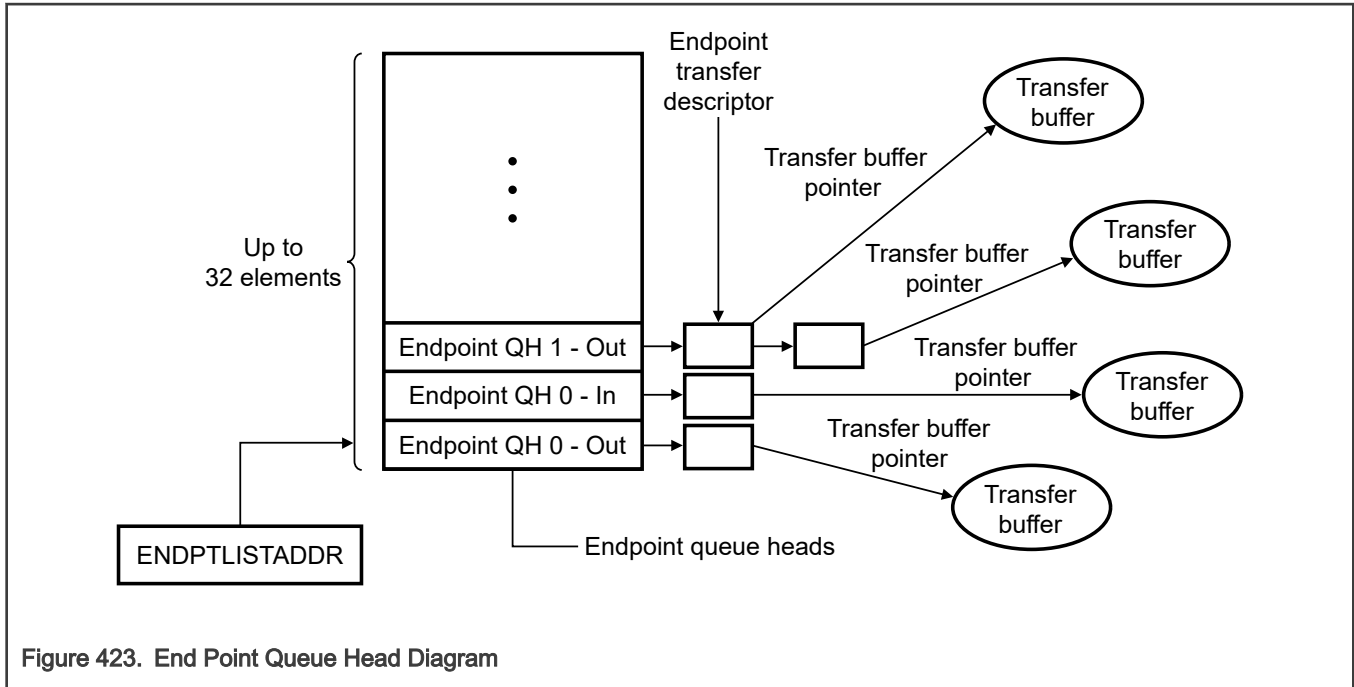 Endpoint
transfer
descriptor
Transfer
buffer
Transfer buffer
pointer
Transfer
buffer
Up to
32 elements
Transfer buffer
pointer
Endpoint QH 1 - Out
Transfer buffer
pointer
Endpoint QH 0 - In
Transfer
buffer
Endpoint QH 0 - Out
Transfer buffer
pointer
Transfer
buffer
ENDPTLISTADDR
Endpoint queue heads
Figure 423. End Point Queue Head Diagram